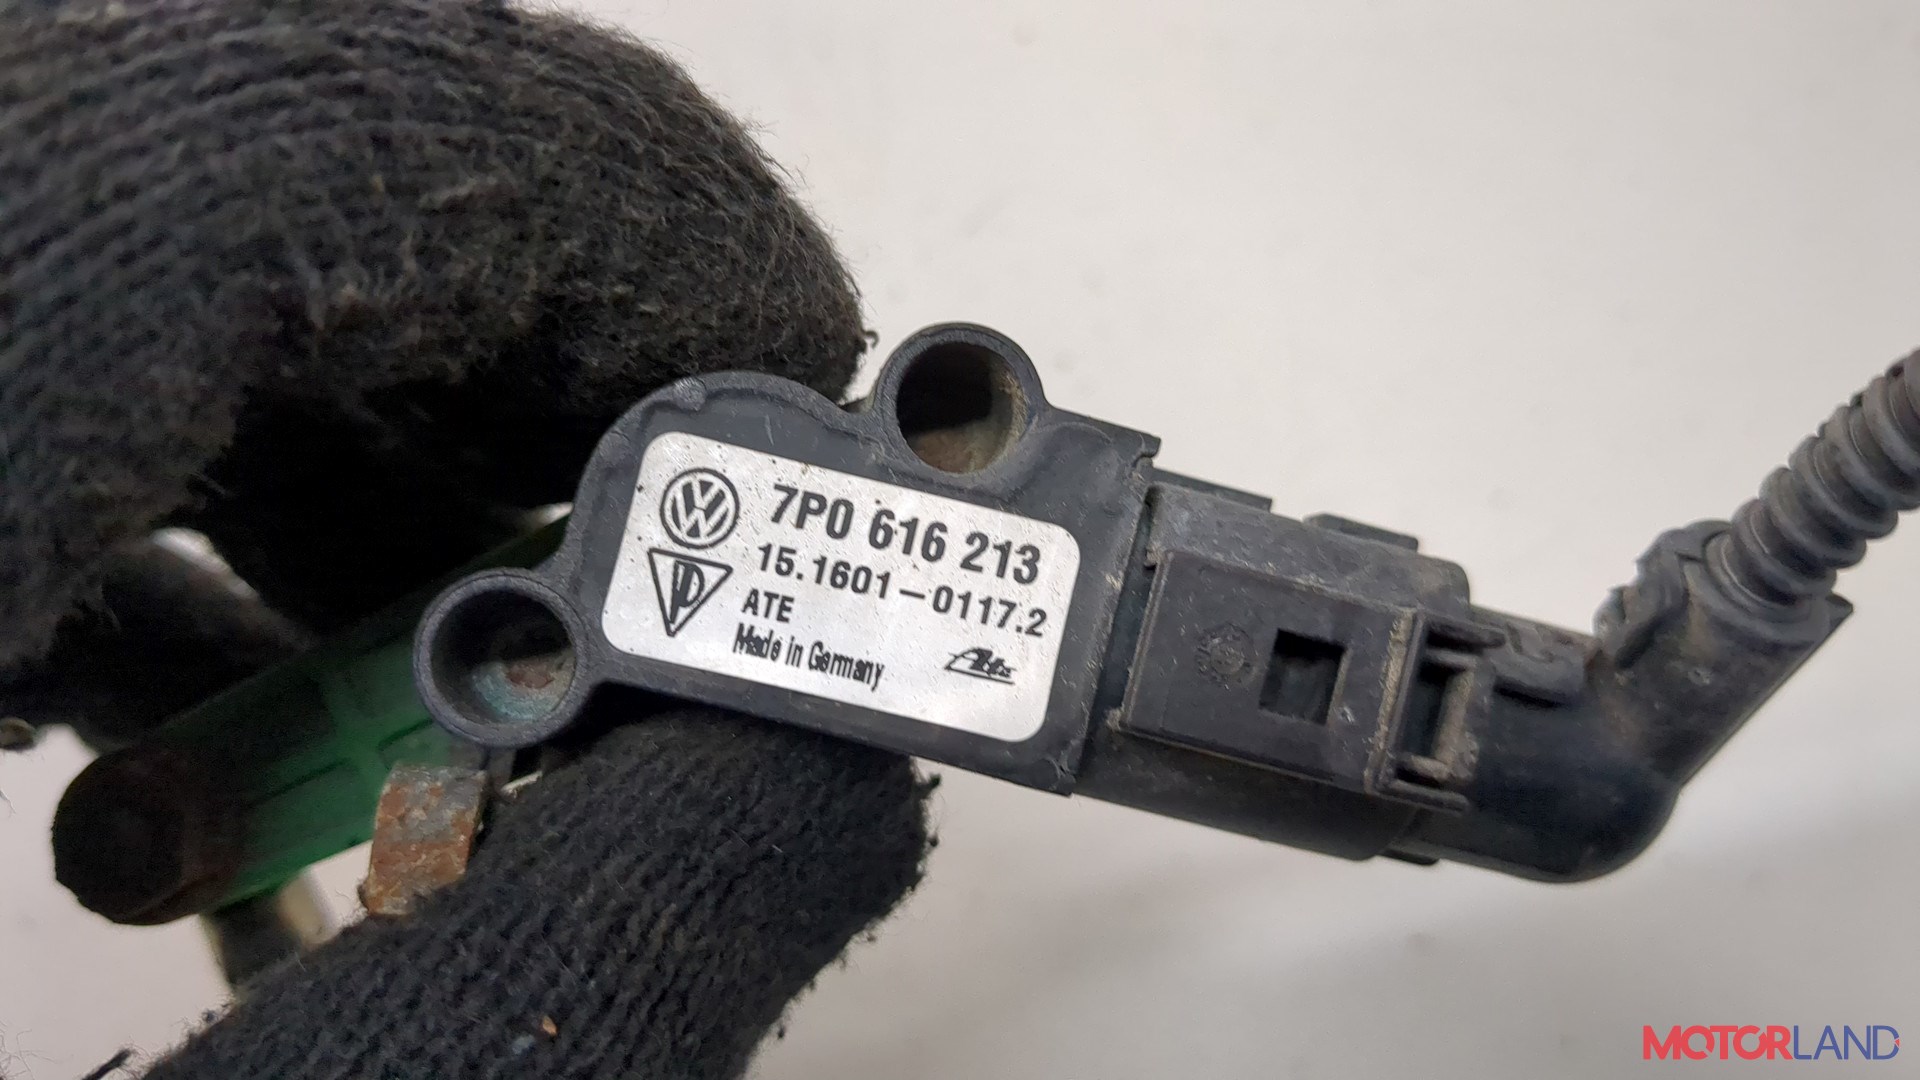 7P0 616 213
15.1601-0117.2
ATE
Made in Germany
MOTORLAND